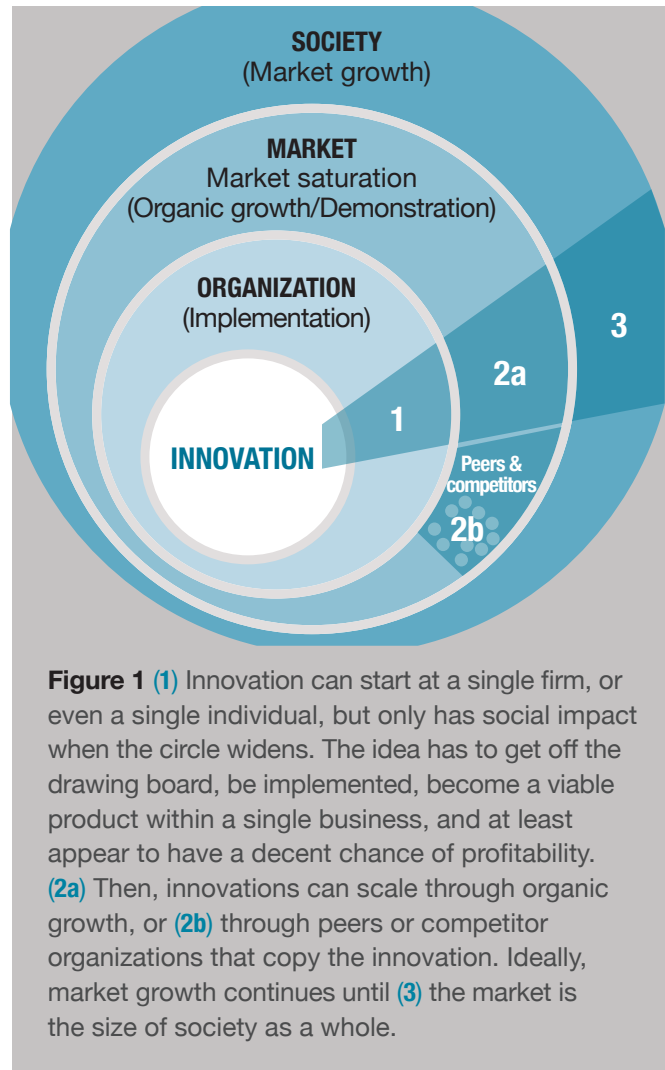 SOCIETY
(Market growth)
MARKET
Market saturation
(Organic growth/Demonstration)
ORGANIZATION
(Implementation)
3
2a
1
INNOVATION
Peers &
competitors
2b
Figure 1 (1) Innovation can start at a single firm, or
even a single individual, but only has social impact
when the circle widens. The idea has to get off the
drawing board, be implemented, become a viable
product within a single business, and at least
appear to have a decent chance of profitability.
(2a) Then, innovations can scale through organic
growth, or (2b) through peers or competitor
organizations that copy the innovation. Ideally,
market growth continues until (3) the market is
the size of society as a whole.